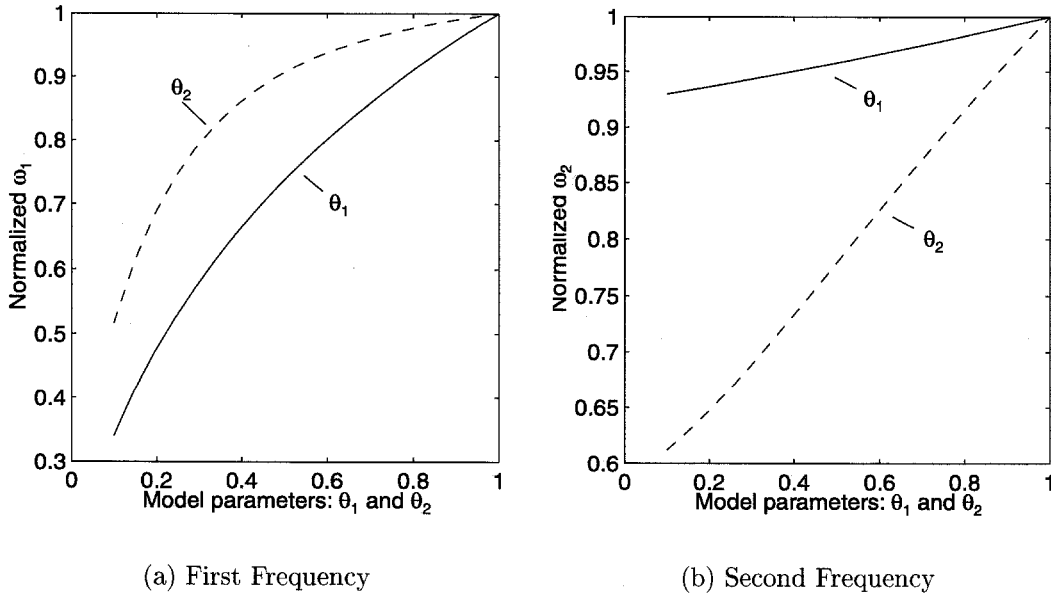 1
0.9
0.8
0.7
0.6
0.5
0.4
0.3
0
0.2
0.4
0.6
0.8
1
Normalized ω₁
θ₂
θ₁
Model parameters: θ₁ and θ₂
(a) First Frequency
1
0.95
0.9
0.85
0.8
0.75
0.7
0.65
0.6
0
0.2
0.4
0.6
0.8
1
Normalized ω₂
θ₁
θ₂
Model parameters: θ₁ and θ₂
(b) Second Frequency